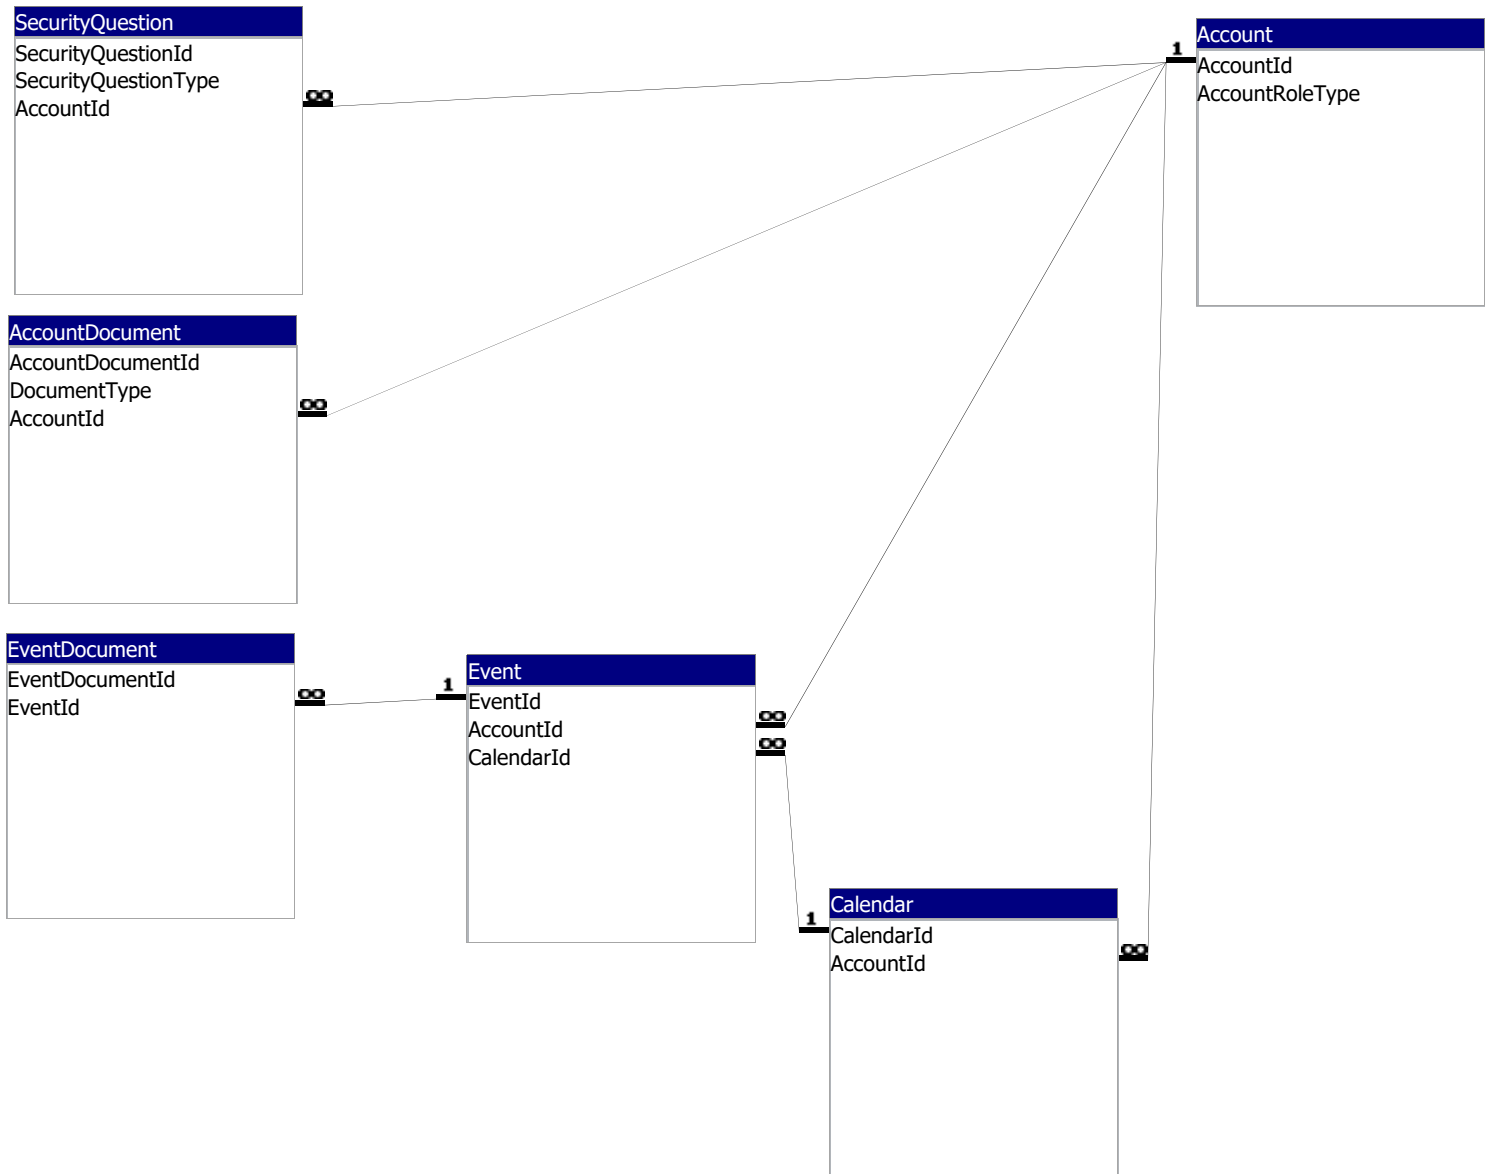 SecurityQuestion
SecurityQuestionId
SecurityQuestionType
AccountId
∞
1
Account
AccountId
AccountRoleType
AccountDocument
AccountDocumentId
DocumentType
AccountId
∞
EventDocument
EventDocumentId
EventId
∞
1
Event
EventId
AccountId
CalendarId
∞
∞
1
Calendar
CalendarId
AccountId
∞